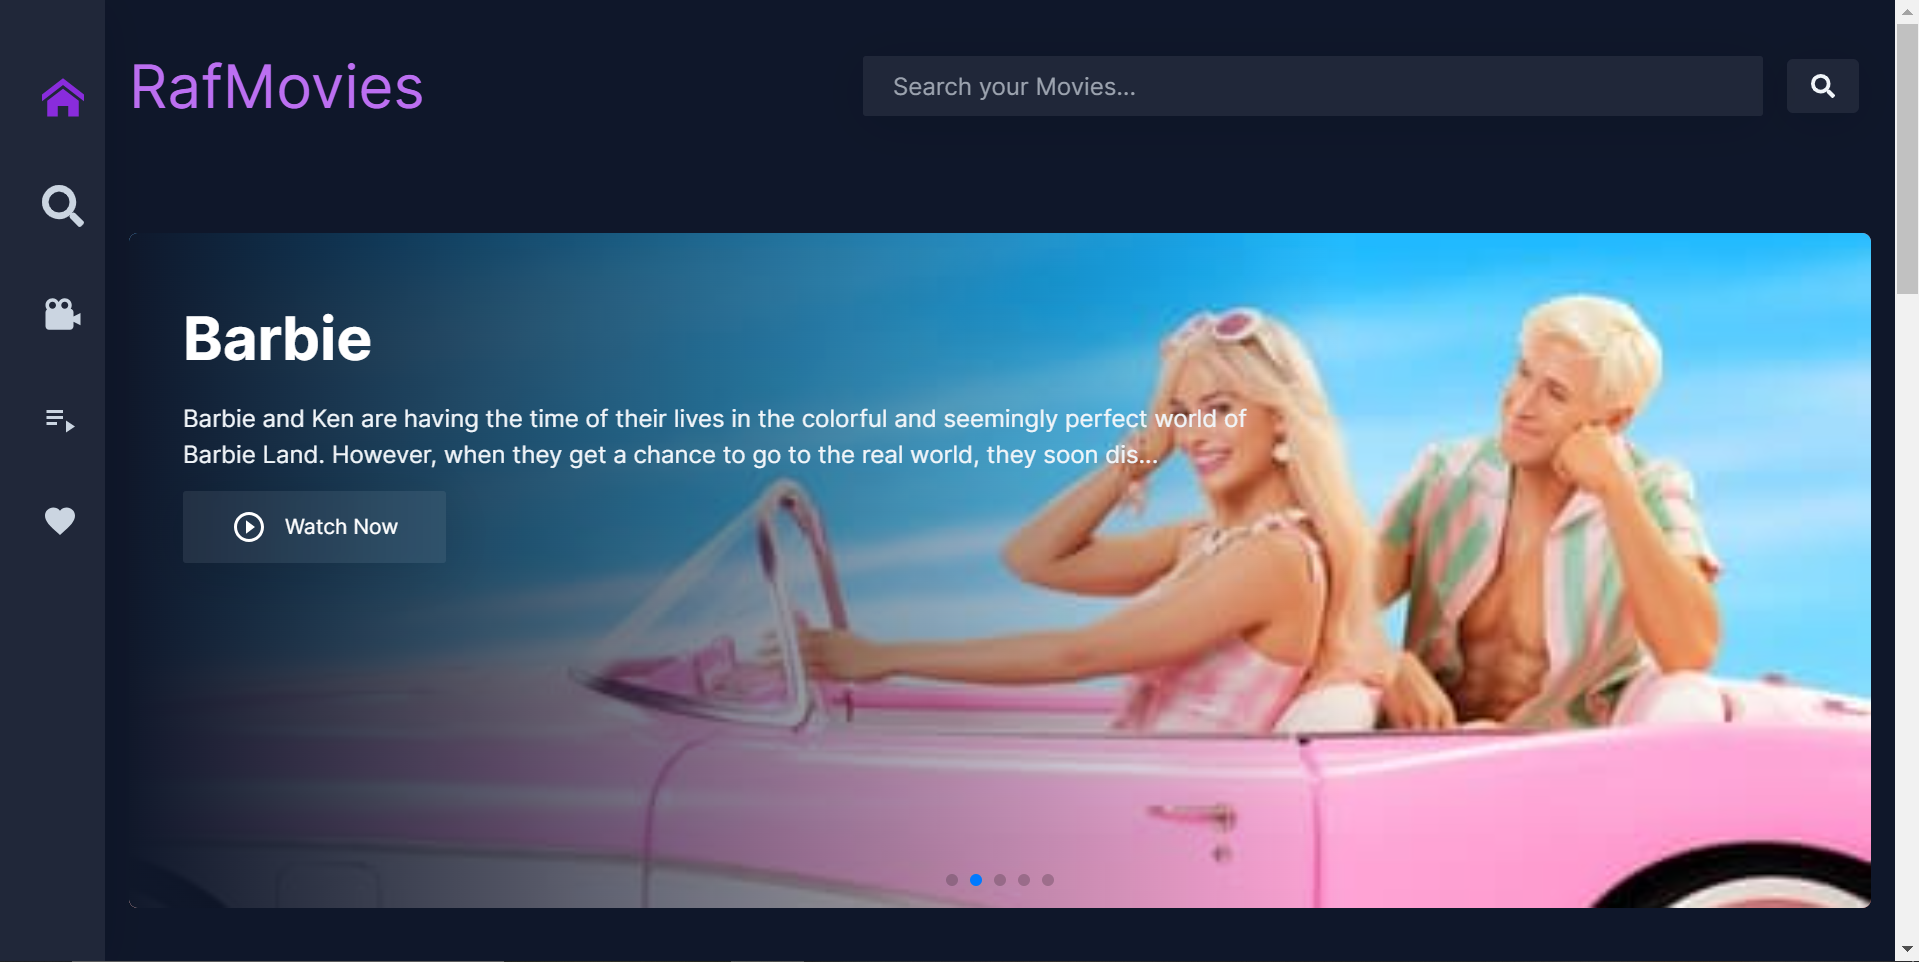 RafMovies
Search your Movies...
Barbie
Barbie and Ken are having the time of their lives in the colorful and seemingly perfect world of
Barbie Land. However, when they get a chance to go to the real world, they soon dis...
Watch Now